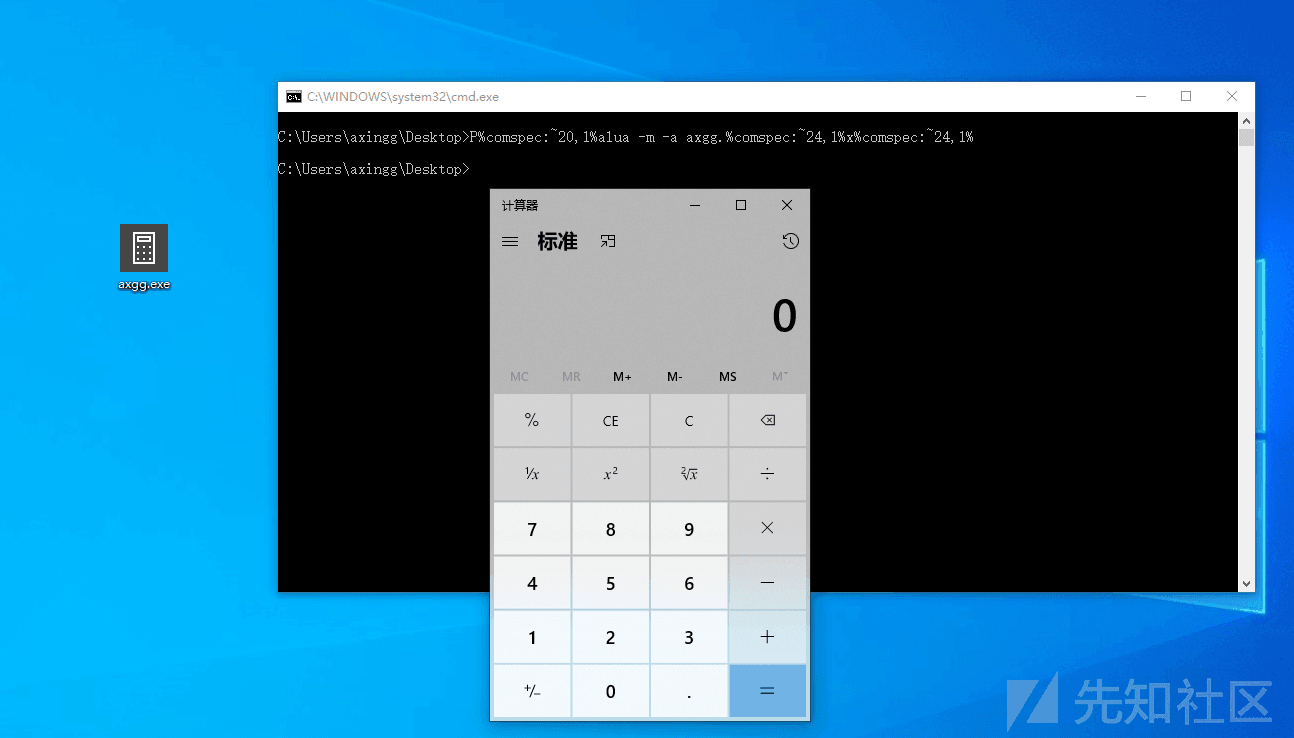 C:\WINDOWS\system32\cmd.exe
C:\Users\axingg\Desktop>P%comspec:~20,1%alua -m -a axgg.%comspec:~24,1%x%comspec:~24,1%
C:\Users\axingg\Desktop>
axgg.exe
计算器
标准
0
MC MR M+ M- MS M˅
% CE C
¹⁄x x² ²√x ÷
7 8 9 ×
4 5 6 −
1 2 3 +
+/− 0 . =
先知社区